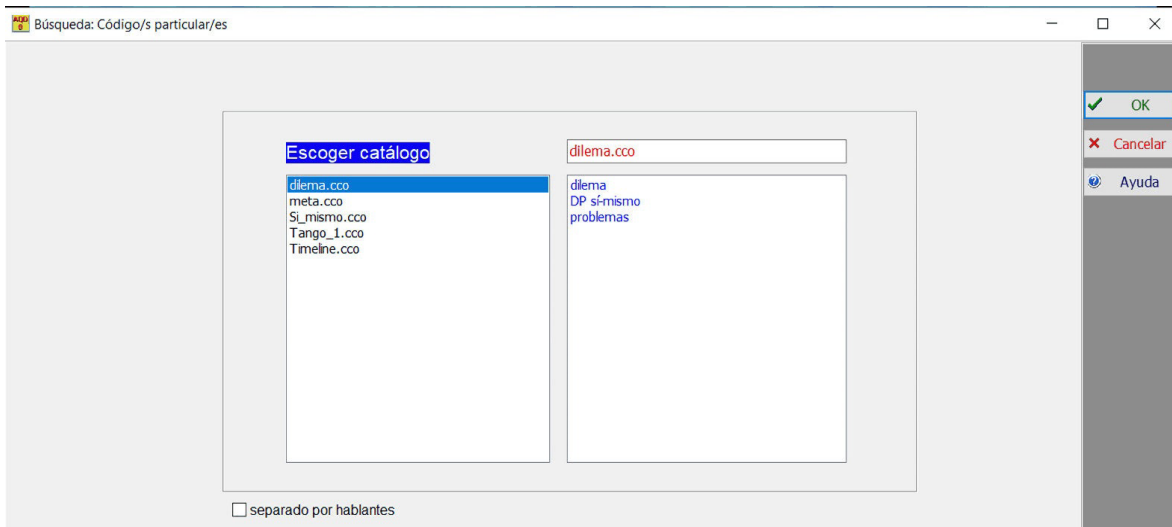 AQUAD
Búsqueda: Código/s particular/es
OK
Cancelar
Ayuda
Escoger catálogo
dilema.cco
dilema.cco
meta.cco
Si_mismo.cco
Tango_1.cco
Timeline.cco
dilema
DP sí-mismo
problemas
separado por hablantes